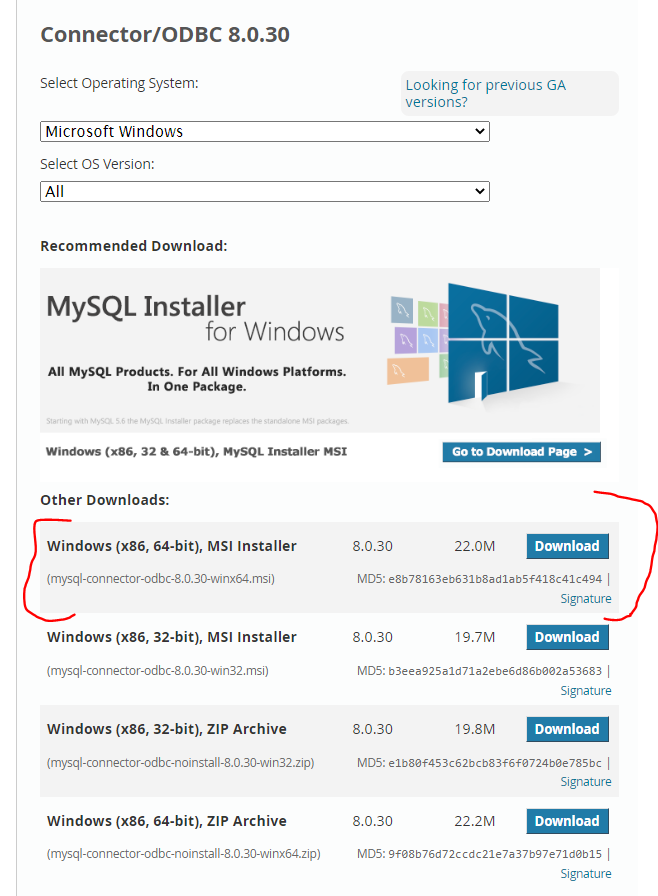 Connector/ODBC 8.0.30
Select Operating System:
Looking for previous GA
versions?
Microsoft Windows
Select OS Version:
All
Recommended Download:
MySQL Installer
for Windows
All MySQL Products. For All Windows Platforms.
In One Package.
Starting with MySQL 5.6 the MySQL Installer package replaces the standalone MSI packages.
Windows (x86, 32 & 64-bit), MySQL Installer MSI
Go to Download Page >
Other Downloads:
Windows (x86, 64-bit), MSI Installer 8.0.30 22.0M Download
(mysql-connector-odbc-8.0.30-winx64.msi) MD5: e8b78163eb631b8ad1ab5f418c41c494 |
Signature
Windows (x86, 32-bit), MSI Installer 8.0.30 19.7M Download
(mysql-connector-odbc-8.0.30-win32.msi) MD5: b3eea925a1d71a2ebe6d86b002a53683 |
Signature
Windows (x86, 32-bit), ZIP Archive 8.0.30 19.8M Download
(mysql-connector-odbc-noinstall-8.0.30-win32.zip) MD5: e1b80f453c62bcb83f6f0724b0e785bc |
Signature
Windows (x86, 64-bit), ZIP Archive 8.0.30 22.2M Download
(mysql-connector-odbc-noinstall-8.0.30-winx64.zip) MD5: 9f08b76d72ccdc21e7a37b97e71d0b15 |
Signature